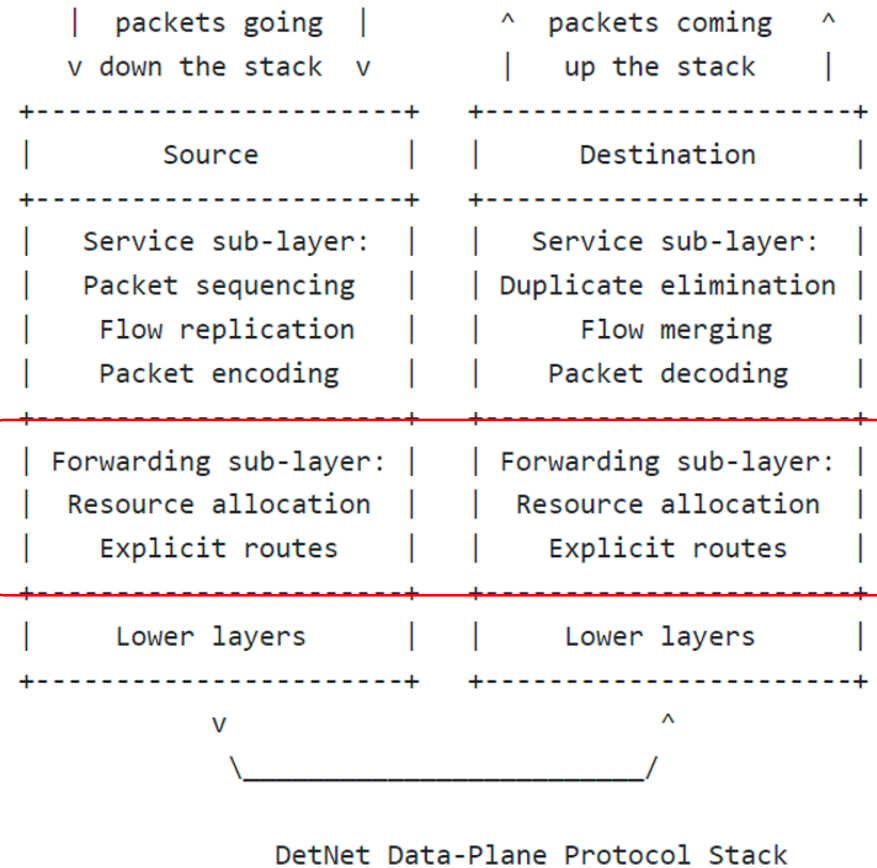 |  packets going  |         ^  packets coming   ^
v down the stack  v         |   up the stack    |
+-----------------------+   +-----------------------+
|        Source         |   |      Destination      |
+-----------------------+   +-----------------------+
|   Service sub-layer:  |   |   Service sub-layer:  |
|   Packet sequencing   |   | Duplicate elimination |
|    Flow replication   |   |      Flow merging     |
|    Packet encoding    |   |    Packet decoding    |
+-----------------------+   +-----------------------+
| Forwarding sub-layer: |   | Forwarding sub-layer: |
|  Resource allocation  |   |  Resource allocation  |
|    Explicit routes    |   |    Explicit routes    |
+-----------------------+   +-----------------------+
|     Lower layers      |   |     Lower layers      |
+-----------------------+   +-----------------------+
            v                           ^
             \_________________________/
DetNet Data-Plane Protocol Stack